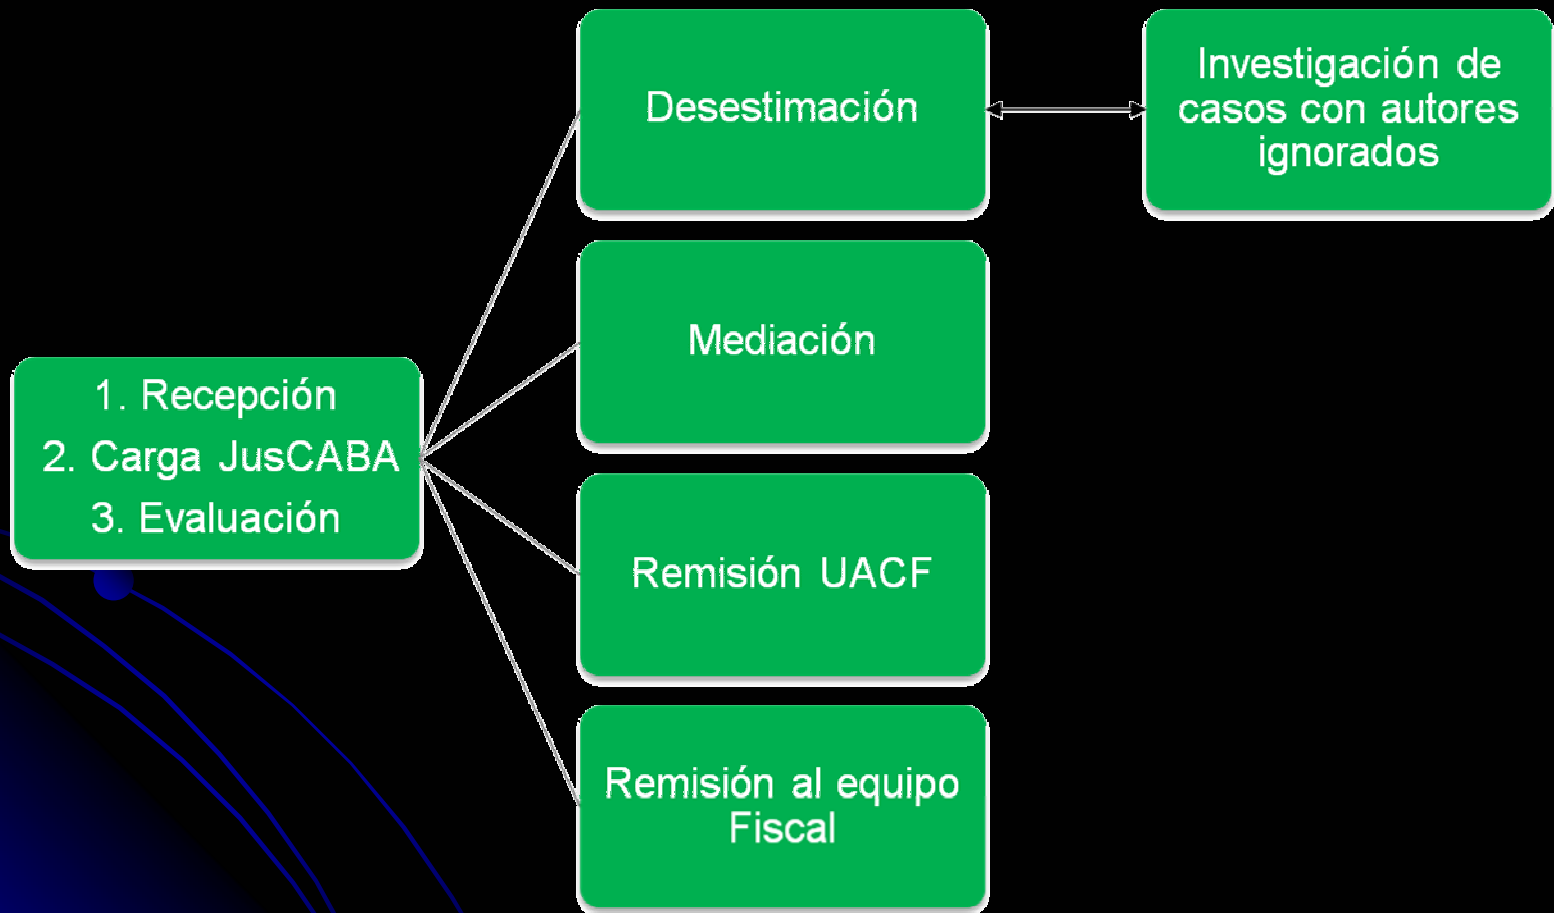 1. Recepción
2. Carga JusCABA
3. Evaluación
Desestimación
Investigación de
casos con autores
ignorados
Mediación
Remisión UACF
Remisión al equipo
Fiscal